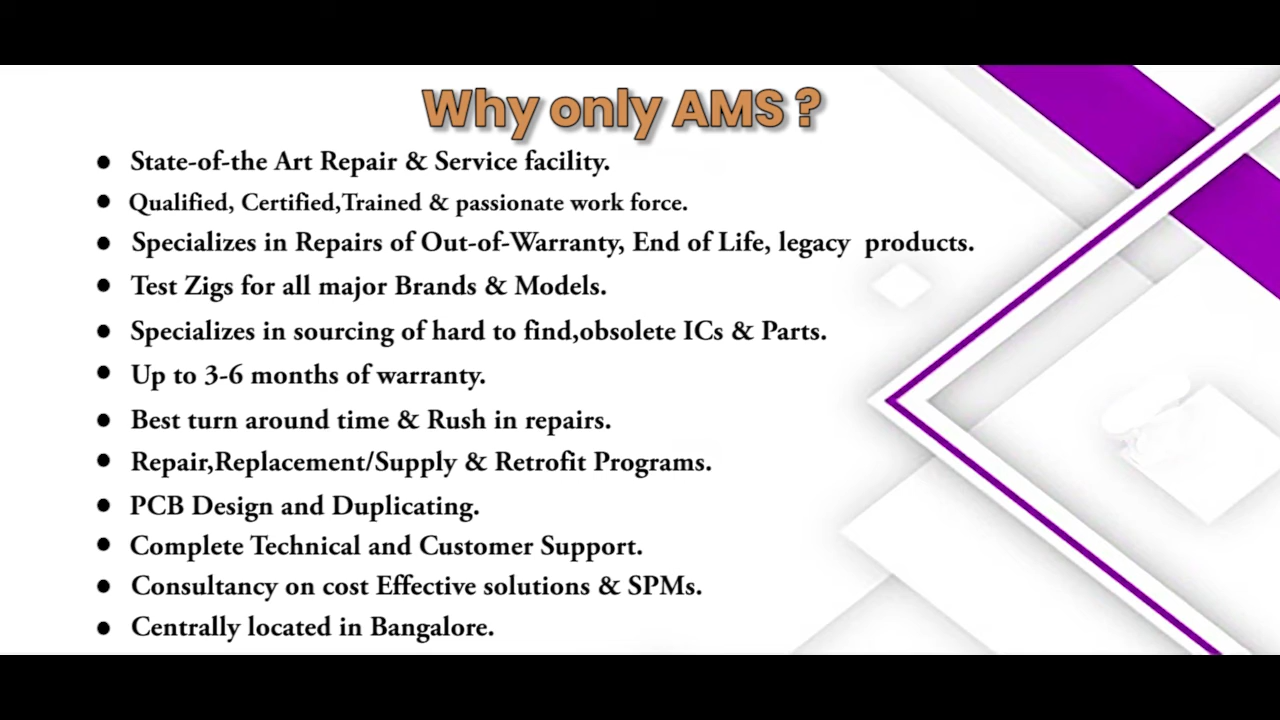 Why only AMS ?
● State-of-the Art Repair & Service facility.
● Qualified, Certified,Trained & passionate work force.
● Specializes in Repairs of Out-of-Warranty, End of Life, legacy  products.
● Test Zigs for all major Brands & Models.
● Specializes in sourcing of hard to find,obsolete ICs & Parts.
● Up to 3-6 months of warranty.
● Best turn around time & Rush in repairs.
● Repair,Replacement/Supply & Retrofit Programs.
● PCB Design and Duplicating.
● Complete Technical and Customer Support.
● Consultancy on cost Effective solutions & SPMs.
● Centrally located in Bangalore.